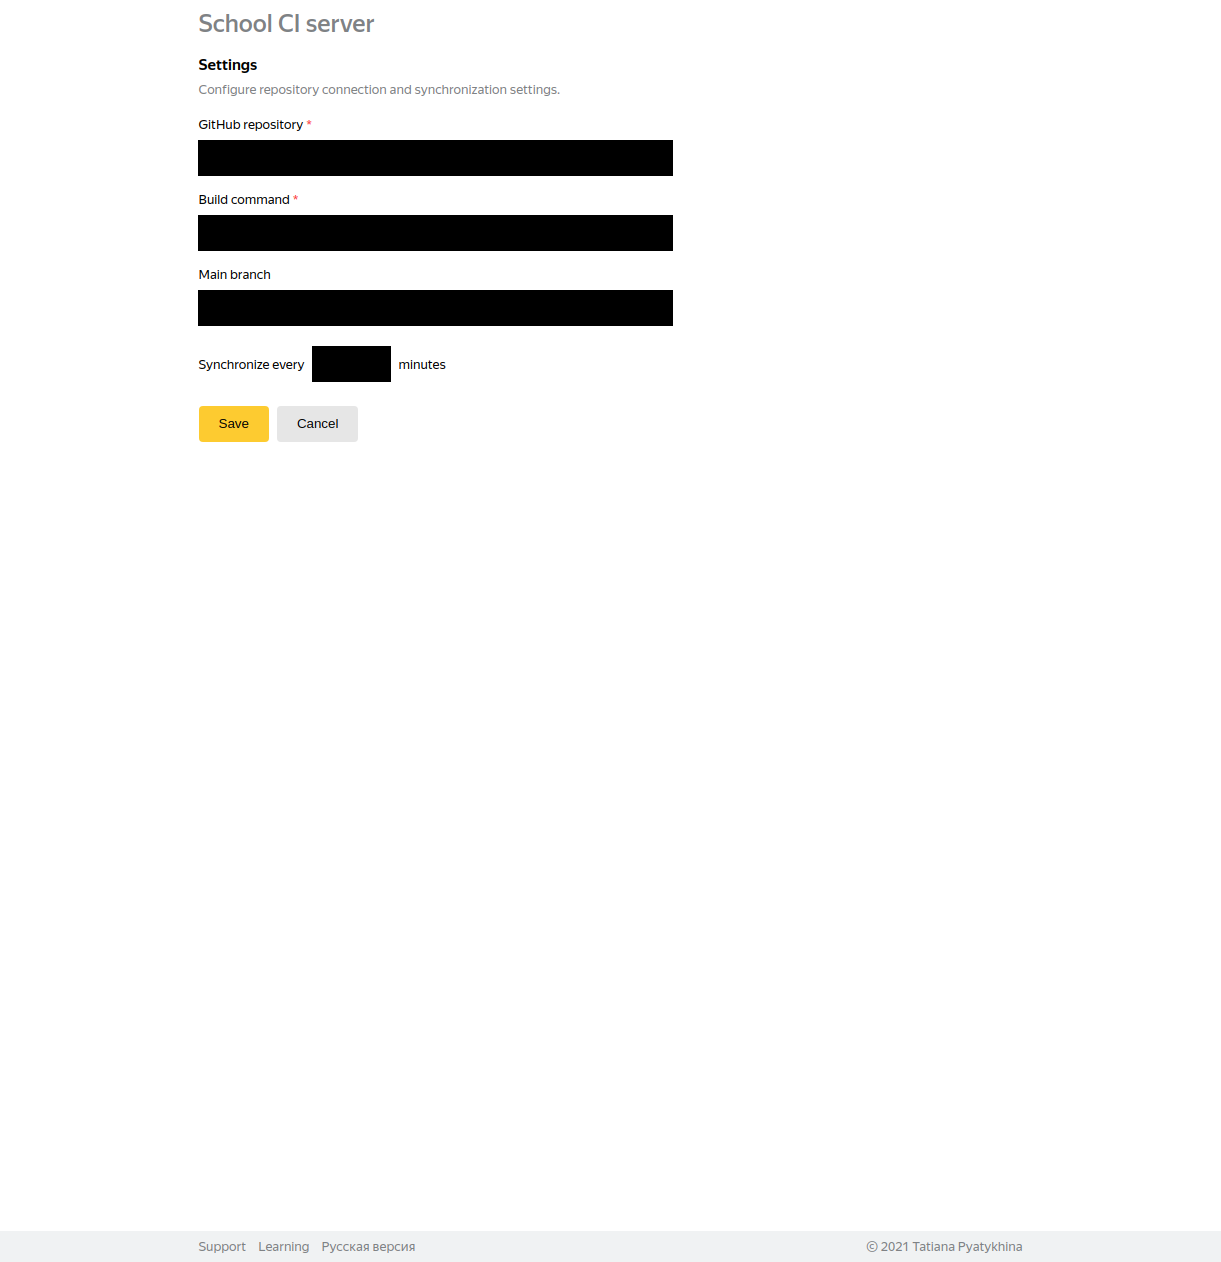 School CI server
Settings
Configure repository connection and synchronization settings.
GitHub repository *
Build command *
Main branch
Synchronize every minutes
Save Cancel
Support Learning Русская версия © 2021 Tatiana Pyatykhina